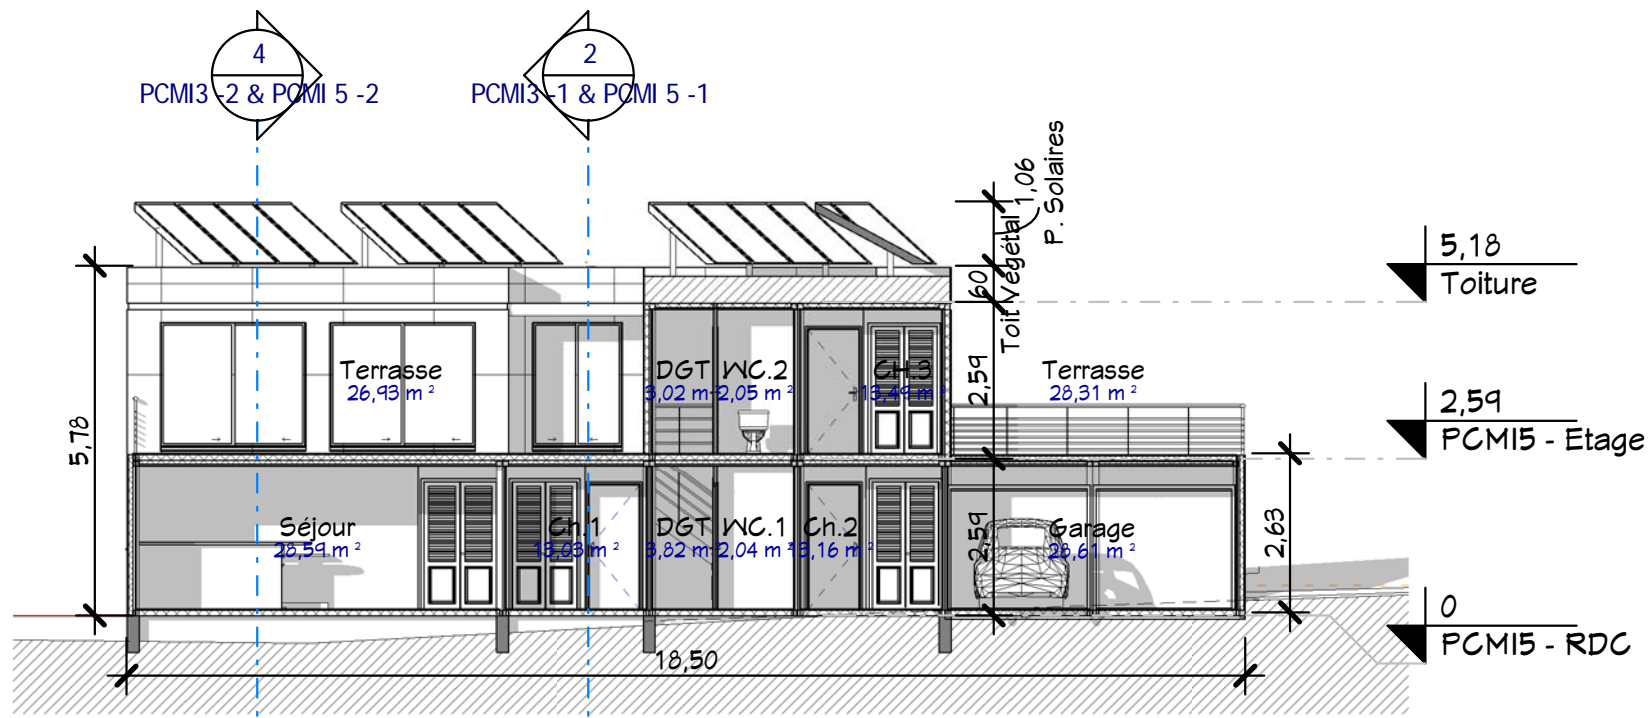 4
PCMI3 -2 & PCMI 5 -2
2
PCMI3 -1 & PCMI 5 -1
1,06
P. Solaires
60
Toit Végétal
5,18
Toiture
5,78
2,59
Terrasse
26,93 m²
DGT
3,02 m²
WC.2
2,05 m²
CH.3
13,49 m²
Terrasse
28,31 m²
2,59
PCMI5 - Etage
Séjour
28,59 m²
Ch.1
13,03 m²
DGT
3,82 m²
WC.1
2,04 m²
Ch.2
13,16 m²
2,59
Garage
28,61 m²
2,63
0
PCMI5 - RDC
18,50